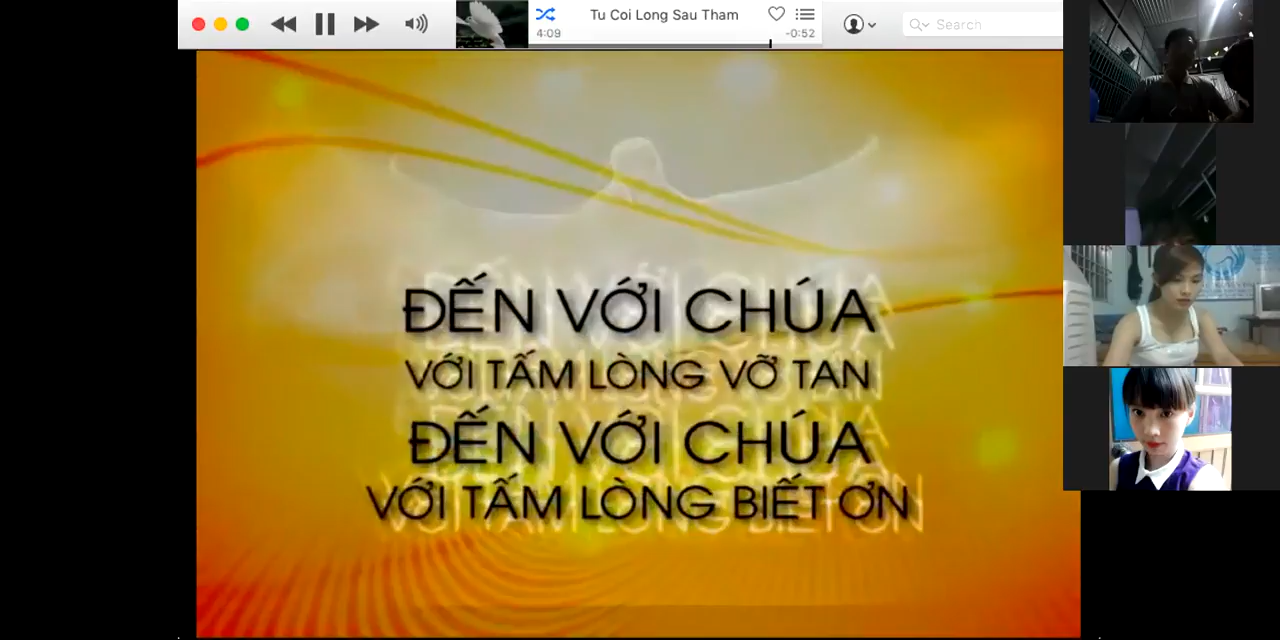 Tu Coi Long Sau Tham
4:09
-0:52
Search
ĐẾN VỚI CHÚA
VỚI TẤM LÒNG VỠ TAN
ĐẾN VỚI CHÚA
VỚI TẤM LÒNG BIẾT ƠN